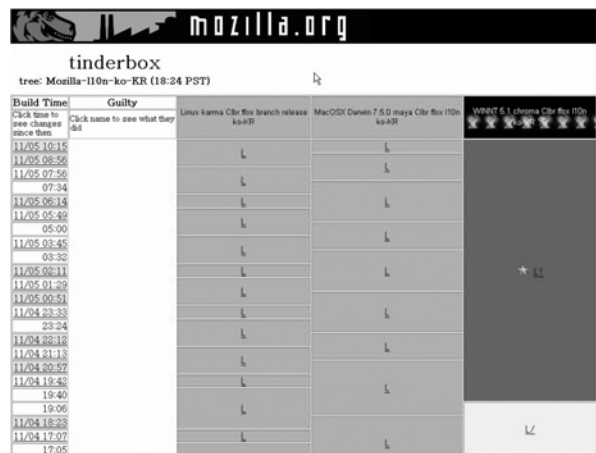 mozilla.org
tinderbox
tree: Mozilla-l10n-ko-KR (18:24 PST)
Build Time Guilty Linux karma Clbr ffox branch release ko-KR MacOSX Darwin 7.5.0 maya Clbr ffox l10n ko-KR WINNT 5.1 chroma Clbr ffox l10n ko-KR
Click time to see changes since then Click name to see what they did
11/05 10:15 L L
11/05 08:56 L
11/05 07:56 L
07:34 L
11/05 06:14 L
11/05 05:49 L
05:00 L
11/05 03:45
03:32 L
11/05 02:11 L L L!
11/05 01:29 L
11/05 00:51
11/04 23:33 L L
23:24
11/04 22:12 L L
11/04 21:13 L
11/04 20:57
11/04 19:42 L L
19:40
19:06 L
11/04 18:23 L/
11/04 17:07 L
17:05 L